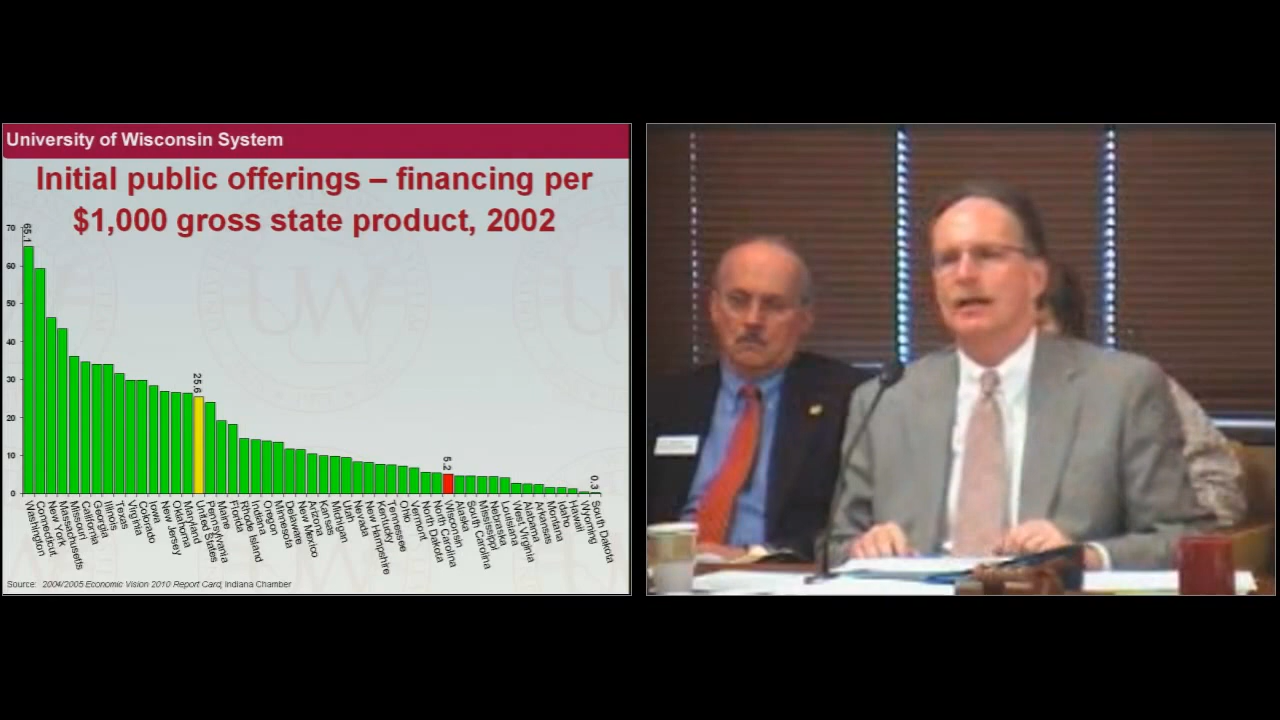 University of Wisconsin System
Initial public offerings – financing per
$1,000 gross state product, 2002
70
60
50
40
30
20
10
0
65.1
25.6
5.2
0.3
Washington
Connecticut
New York
Massachusetts
Missouri
California
Georgia
Illinois
Texas
Virginia
Colorado
Iowa
New Jersey
Oklahoma
Maryland
United States
Pennsylvania
Maine
Florida
Rhode Island
Indiana
Oregon
Minnesota
Delaware
New Mexico
Arizona
Kansas
Michigan
Utah
Nevada
New Hampshire
Kentucky
Tennessee
Ohio
Vermont
North Dakota
North Carolina
Wisconsin
Alaska
South Carolina
Mississippi
Nebraska
Louisiana
West Virginia
Alabama
Arkansas
Montana
Idaho
Hawaii
Wyoming
South Dakota
Source: 2004/2005 Economic Vision 2010 Report Card, Indiana Chamber
UW